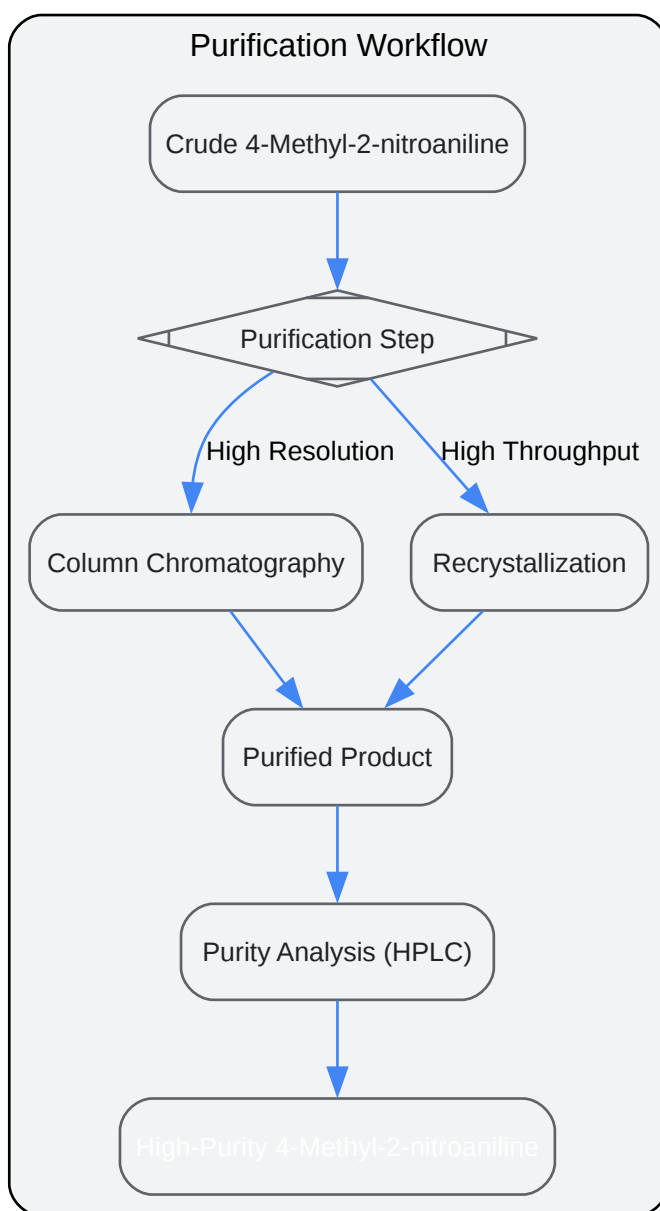 Purification Workflow
Crude 4-Methyl-2-nitroaniline
Purification Step
High Resolution
High Throughput
Column Chromatography
Recrystallization
Purified Product
Purity Analysis (HPLC)
High-Purity 4-Methyl-2-nitroaniline